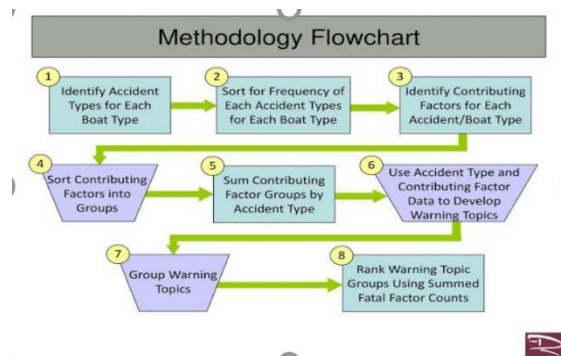 Methodology Flowchart
1
Identify Accident
Types for Each
Boat Type
2
Sort for Frequency of
Each Accident Types
for Each Boat Type
3
Identify Contributing
Factors for Each
Accident/Boat Type
4
Sort Contributing
Factors into
Groups
5
Sum Contributing
Factor Groups by
Accident Type
6
Use Accident Type and
Contributing Factor
Data to Develop
Warning Topics
7
Group Warning
Topics
8
Rank Warning Topic
Groups Using Summed
Fatal Factor Counts